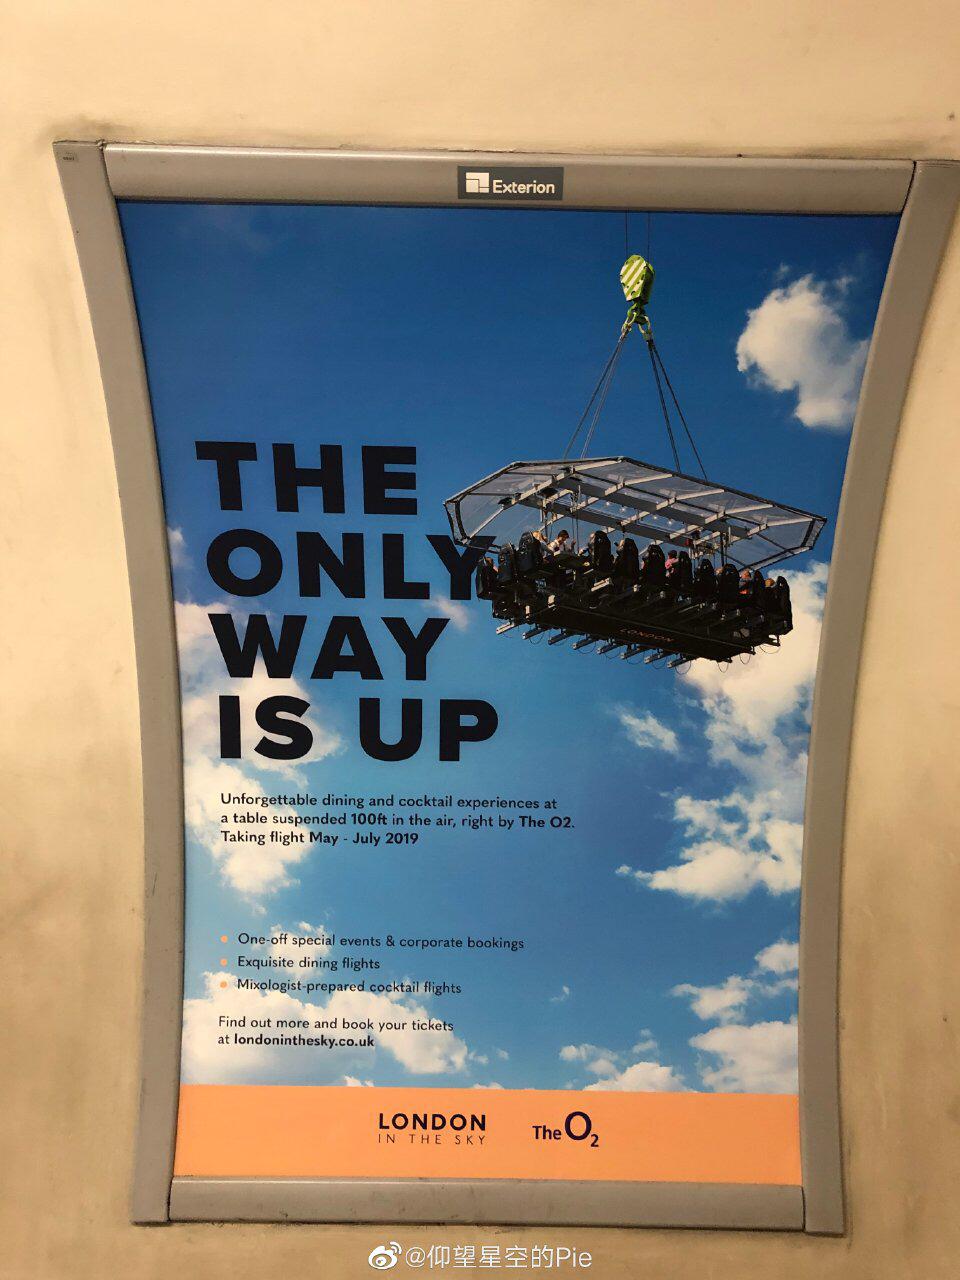 Exterion
THE
ONLY
WAY
IS UP
LONDON
Unforgettable dining and cocktail experiences at
a table suspended 100ft in the air, right by The O2.
Taking flight May - July 2019
One-off special events & corporate bookings
Exquisite dining flights
Mixologist-prepared cocktail flights
Find out more and book your tickets
at londoninthesky.co.uk
LONDON
IN THE SKY
The O2
@仰望星空的Pie